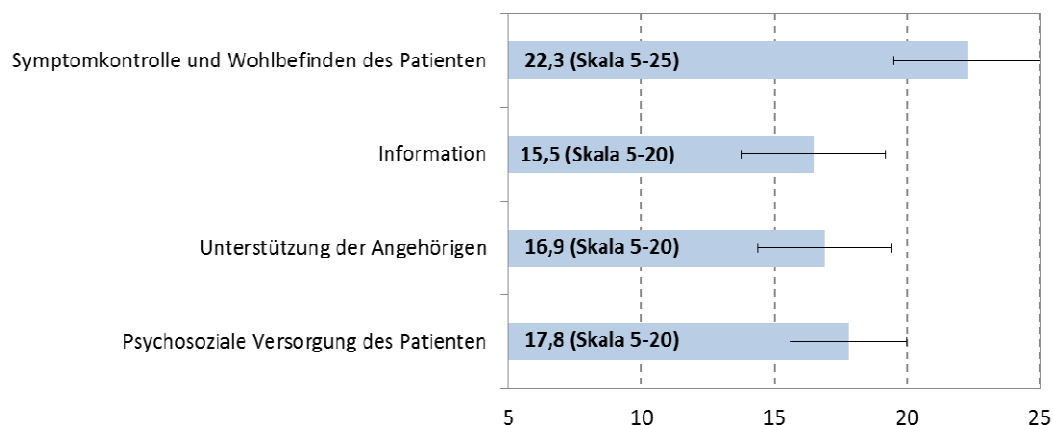 Symptomkontrolle und Wohlbefinden des Patienten
22,3 (Skala 5-25)
Information
15,5 (Skala 5-20)
Unterstützung der Angehörigen
16,9 (Skala 5-20)
Psychosoziale Versorgung des Patienten
17,8 (Skala 5-20)
5 10 15 20 25